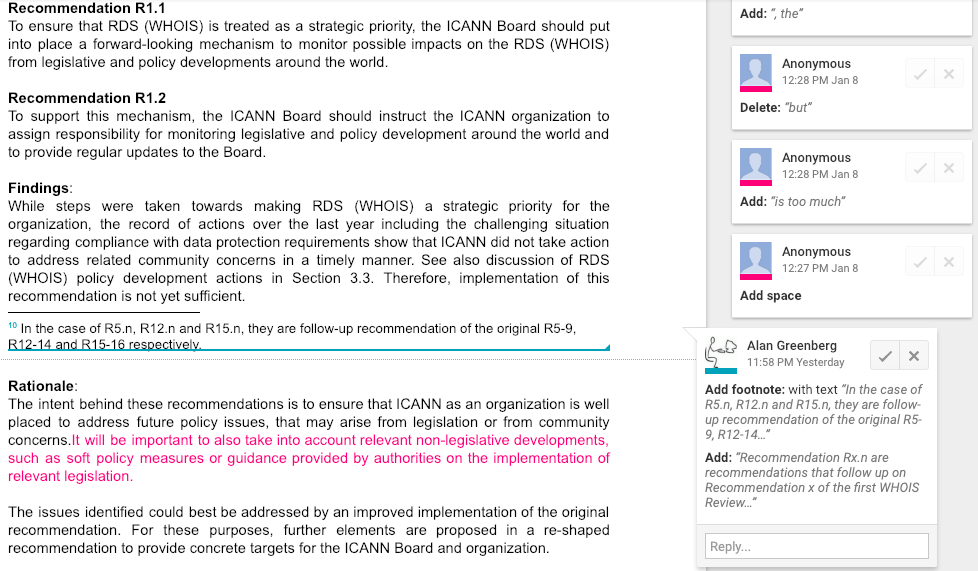 Recommendation R1.1
To ensure that RDS (WHOIS) is treated as a strategic priority, the ICANN Board should put
into place a forward-looking mechanism to monitor possible impacts on the RDS (WHOIS)
from legislative and policy developments around the world.
Recommendation R1.2
To support this mechanism, the ICANN Board should instruct the ICANN organization to
assign responsibility for monitoring legislative and policy development around the world and
to provide regular updates to the Board.
Findings:
While steps were taken towards making RDS (WHOIS) a strategic priority for the
organization, the record of actions over the last year including the challenging situation
regarding compliance with data protection requirements show that ICANN did not take action
to address related community concerns in a timely manner. See also discussion of RDS
(WHOIS) policy development actions in Section 3.3. Therefore, implementation of this
recommendation is not yet sufficient.
10 In the case of R5.n, R12.n and R15.n, they are follow-up recommendation of the original R5-9,
R12-14 and R15-16 respectively.
Rationale:
The intent behind these recommendations is to ensure that ICANN as an organization is well
placed to address future policy issues, that may arise from legislation or from community
concerns.It will be important to also take into account relevant non-legislative developments,
such as soft policy measures or guidance provided by authorities on the implementation of
relevant legislation.
The issues identified could best be addressed by an improved implementation of the original
recommendation. For these purposes, further elements are proposed in a re-shaped
recommendation to provide concrete targets for the ICANN Board and organization.
Add: ", the"
Anonymous
12:28 PM Jan 8
Delete: "but"
Anonymous
12:28 PM Jan 8
Add: "is too much"
Anonymous
12:27 PM Jan 8
Add space
Alan Greenberg
11:58 PM Yesterday
Add footnote: with text "In the case of
R5.n, R12.n and R15.n, they are follow-
up recommendation of the original R5-
9, R12-14…"
Add: "Recommendation Rx.n are
recommendations that follow up on
Recommendation x of the first WHOIS
Review…"
Reply...